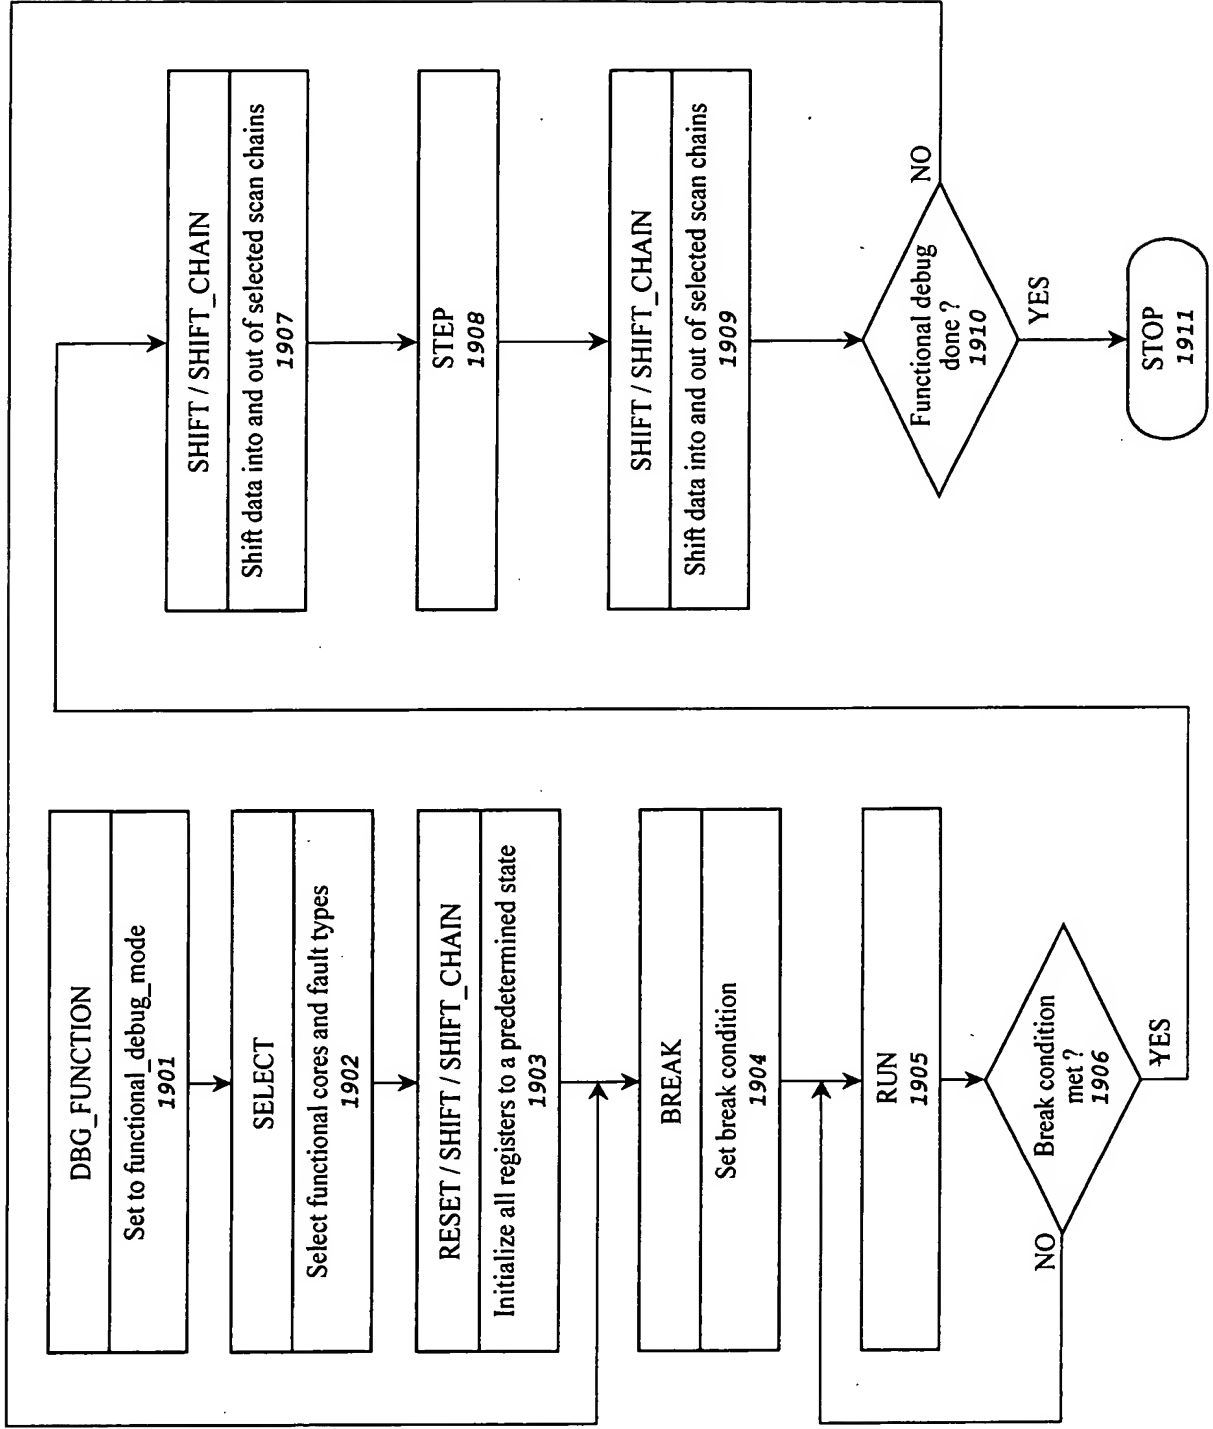 DBG_FUNCTION
Set to functional_debug_mode
1901
SELECT
Select functional cores and fault types
1902
RESET / SHIFT / SHIFT_CHAIN
Initialize all registers to a predetermined state
1903
BREAK
Set break condition
1904
RUN
1905
Break condition
met ?
1906
NO
YES
SHIFT / SHIFT_CHAIN
Shift data into and out of selected scan chains
1907
STEP
1908
SHIFT / SHIFT_CHAIN
Shift data into and out of selected scan chains
1909
Functional debug
done ?
1910
NO
YES
STOP
1911